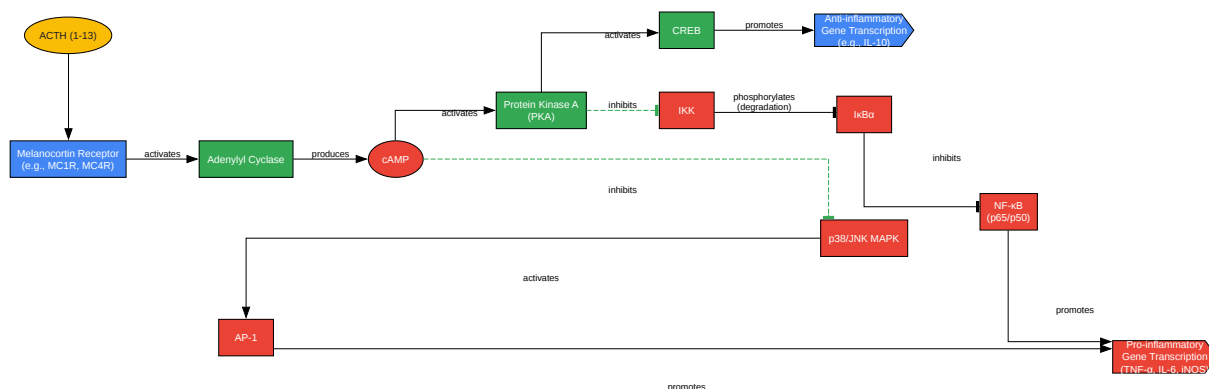 Anti-inflammatory
Gene Transcription
(e.g., IL-10)
promotes
CREB
activates
ACTH (1-13)
Protein Kinase A
(PKA)
inhibits
IKK
phosphorylates
(degradation)
IκBα
activates
Melanocortin Receptor
(e.g., MC1R, MC4R)
activates
Adenylyl Cyclase
produces
cAMP
inhibits
inhibits
NF-κB
(p65/p50)
p38/JNK MAPK
activates
promotes
AP-1
Pro-inflammatory
Gene Transcription
(TNF-α, IL-6, iNOS)
promotes